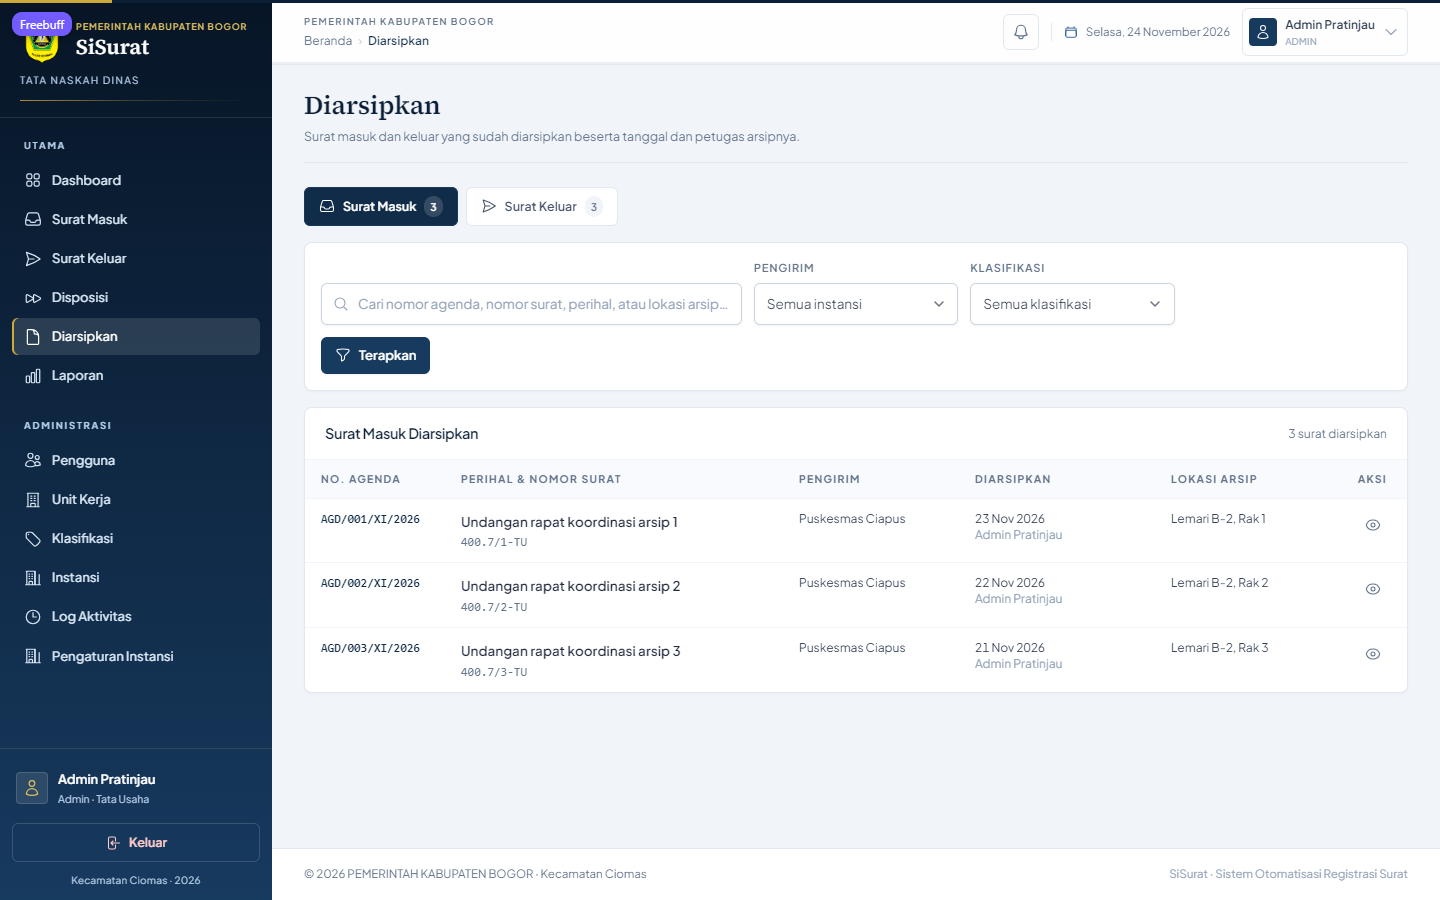 Freebuff
PEMERINTAH KABUPATEN BOGOR
SiSurat
TATA NASKAH DINAS
UTAMA
Dashboard
Surat Masuk
Surat Keluar
Disposisi
Diarsipkan
Laporan
ADMINISTRASI
Pengguna
Unit Kerja
Klasifikasi
Instansi
Log Aktivitas
Pengaturan Instansi
Admin Pratinjau
Admin · Tata Usaha
Keluar
Kecamatan Ciomas · 2026
PEMERINTAH KABUPATEN BOGOR
Beranda › Diarsipkan
Selasa, 24 November 2026
Admin Pratinjau
ADMIN
Diarsipkan
Surat masuk dan keluar yang sudah diarsipkan beserta tanggal dan petugas arsipnya.
Surat Masuk 3
Surat Keluar 3
PENGIRIM KLASIFIKASI
Cari nomor agenda, nomor surat, perihal, atau lokasi arsip... Semua instansi Semua klasifikasi
Terapkan
Surat Masuk Diarsipkan 3 surat diarsipkan
NO. AGENDA PERIHAL & NOMOR SURAT PENGIRIM DIARSIPKAN LOKASI ARSIP AKSI
AGD/001/XI/2026 Undangan rapat koordinasi arsip 1 Puskesmas Ciapus 23 Nov 2026 Lemari B-2, Rak 1
400.7/1-TU Admin Pratinjau
AGD/002/XI/2026 Undangan rapat koordinasi arsip 2 Puskesmas Ciapus 22 Nov 2026 Lemari B-2, Rak 2
400.7/2-TU Admin Pratinjau
AGD/003/XI/2026 Undangan rapat koordinasi arsip 3 Puskesmas Ciapus 21 Nov 2026 Lemari B-2, Rak 3
400.7/3-TU Admin Pratinjau
© 2026 PEMERINTAH KABUPATEN BOGOR · Kecamatan Ciomas
SiSurat · Sistem Otomatisasi Registrasi Surat